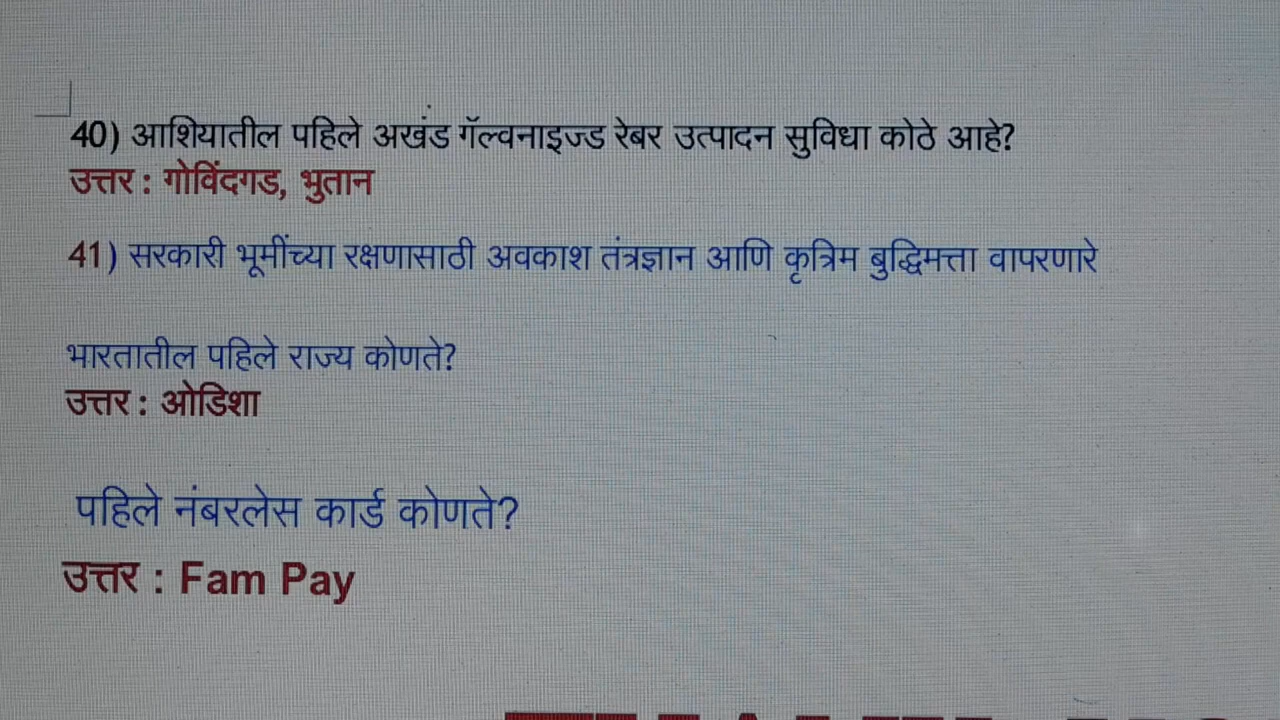 40) आशियातील पहिले अखंड गॅल्वनाइज्ड रेबर उत्पादन सुविधा कोठे आहे?
उत्तर : गोविंदगड, भुतान
41) सरकारी भूमींच्या रक्षणासाठी अवकाश तंत्रज्ञान आणि कृत्रिम बुद्धिमत्ता वापरणारे
भारतातील पहिले राज्य कोणते?
उत्तर : ओडिशा
पहिले नंबरलेस कार्ड कोणते?
उत्तर : Fam Pay